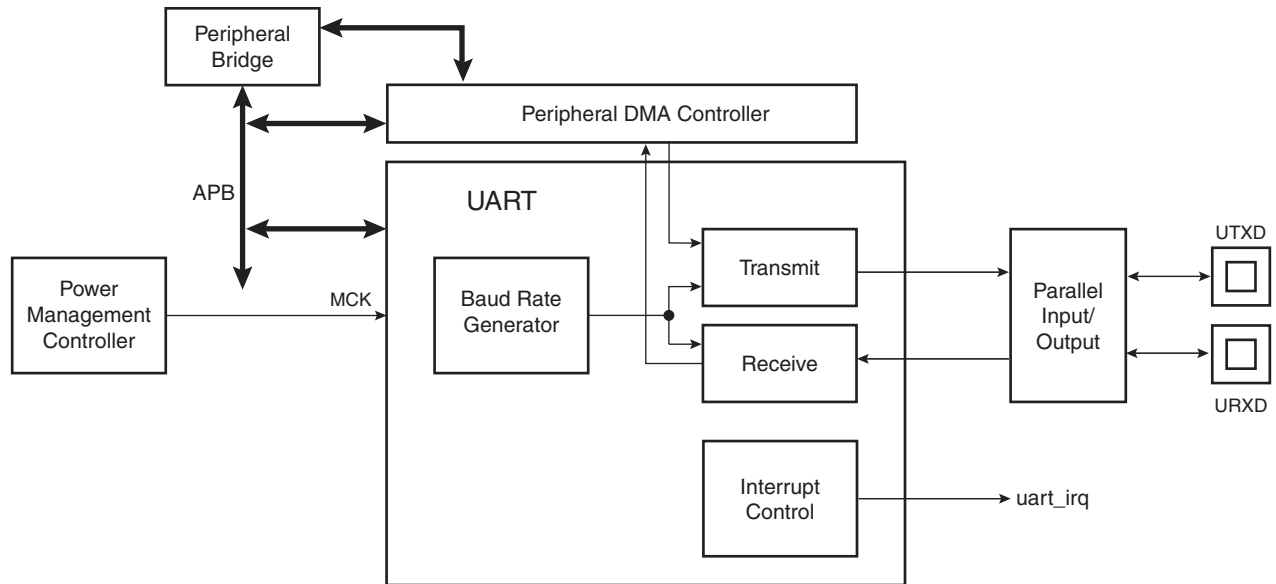 Peripheral
Bridge
Peripheral DMA Controller
APB
UART
Power
Management
Controller
MCK
Baud Rate
Generator
Transmit
Receive
Parallel
Input/
Output
UTXD
URXD
Interrupt
Control
uart_irq